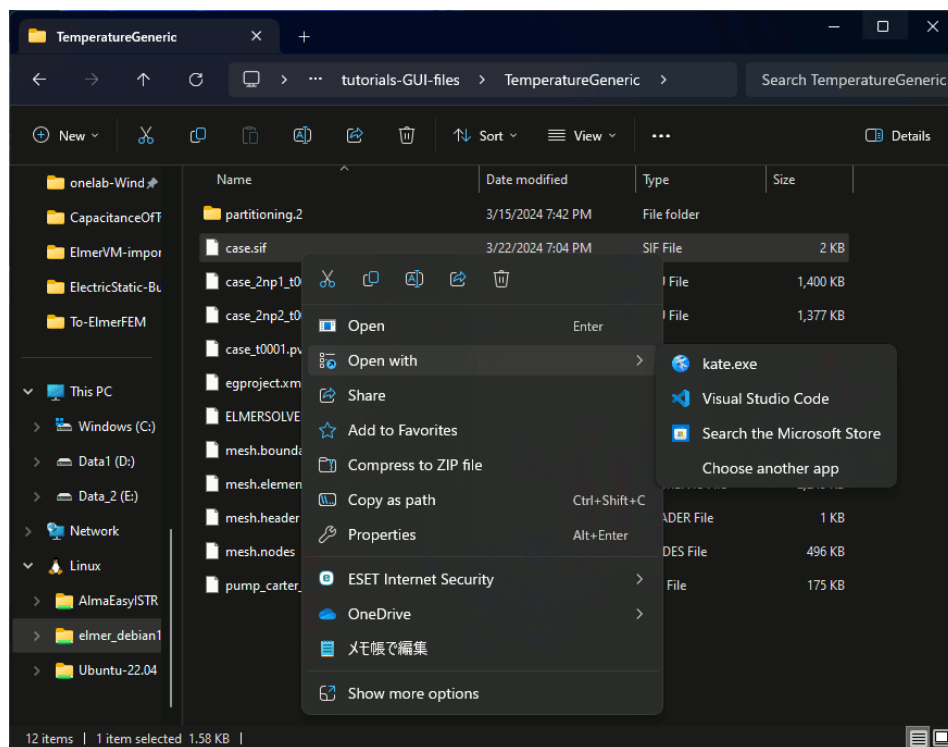 TemperatureGeneric
tutorials-GUI-files > TemperatureGeneric >
Search TemperatureGeneric
New
Sort
View
Details
onelab-Wind
CapacitanceOfT
ElmerVM-impor
ElectricStatic-Bu
To-ElmerFEM
This PC
Windows (C:)
Data1 (D:)
Data_2 (E:)
Network
Linux
AlmaEasyISTR
elmer_debian1
Ubuntu-22.04
Name Date modified Type Size
partitioning.2 3/15/2024 7:42 PM File folder
case.sif 3/22/2024 7:04 PM SIF File 2 KB
case_2np1_t0 File 1,400 KB
case_2np2_t0 File 1,377 KB
case_t0001.pv
egproject.xm
ELMERSOLVE
mesh.bounda
mesh.elemen
mesh.header ADER File 1 KB
mesh.nodes DES File 496 KB
pump_carter_ File 175 KB
Open Enter
Open with
Share
Add to Favorites
Compress to ZIP file
Copy as path Ctrl+Shift+C
Properties Alt+Enter
ESET Internet Security
OneDrive
メモ帳で編集
Show more options
kate.exe
Visual Studio Code
Search the Microsoft Store
Choose another app
12 items | 1 item selected 1.58 KB |